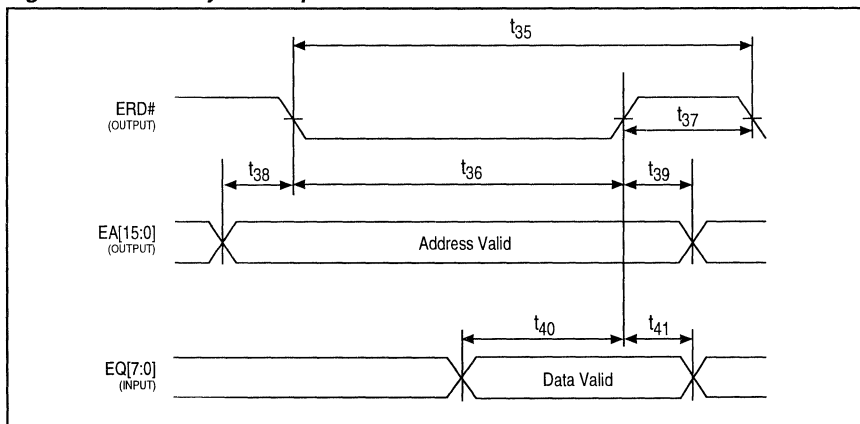 t35
ERD#
(OUTPUT)
t37
t38
t36
t39
EA[15:0]
(OUTPUT)
Address Valid
t40
t41
EQ[7:0]
(INPUT)
Data Valid